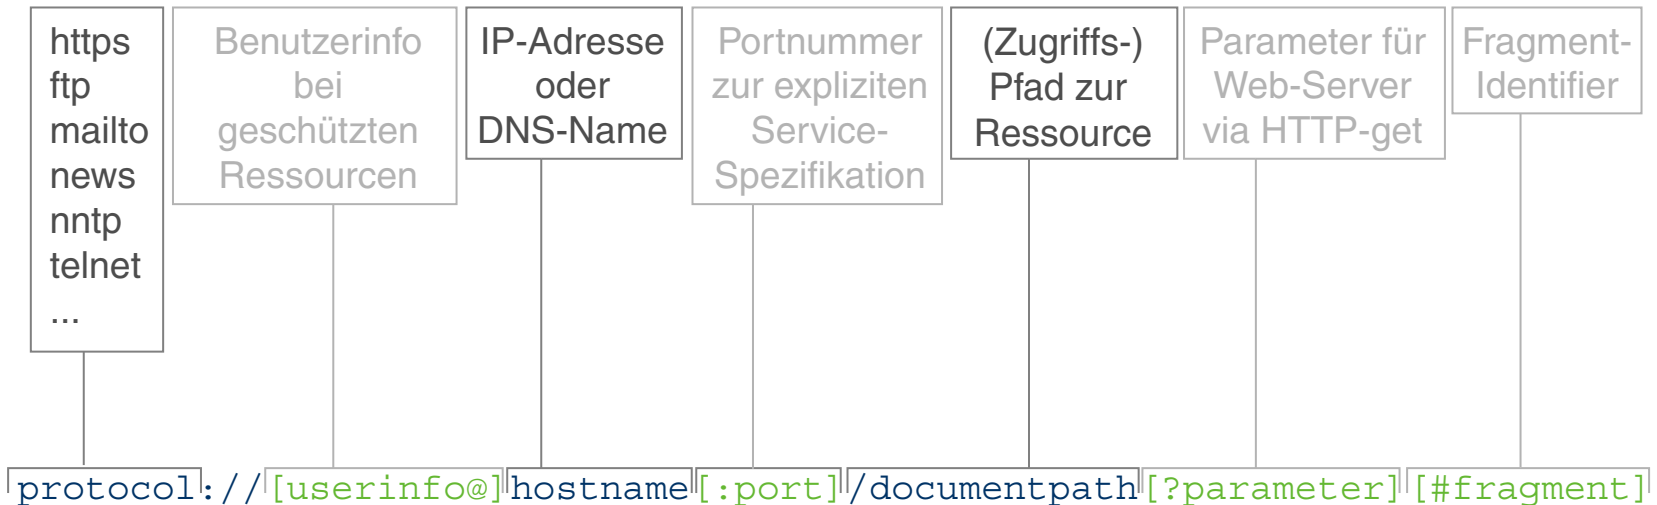 https
ftp
mailto
news
nntp
telnet
...
Benutzerinfo
bei
geschützten
Ressourcen
IP-Adresse
oder
DNS-Name
Portnummer
zur expliziten
Service-
Spezifikation
(Zugriffs-)
Pfad zur
Ressource
Parameter für
Web-Server
via HTTP-get
Fragment-
Identifier
protocol://[userinfo@]hostname[:port]/documentpath[?parameter][#fragment]